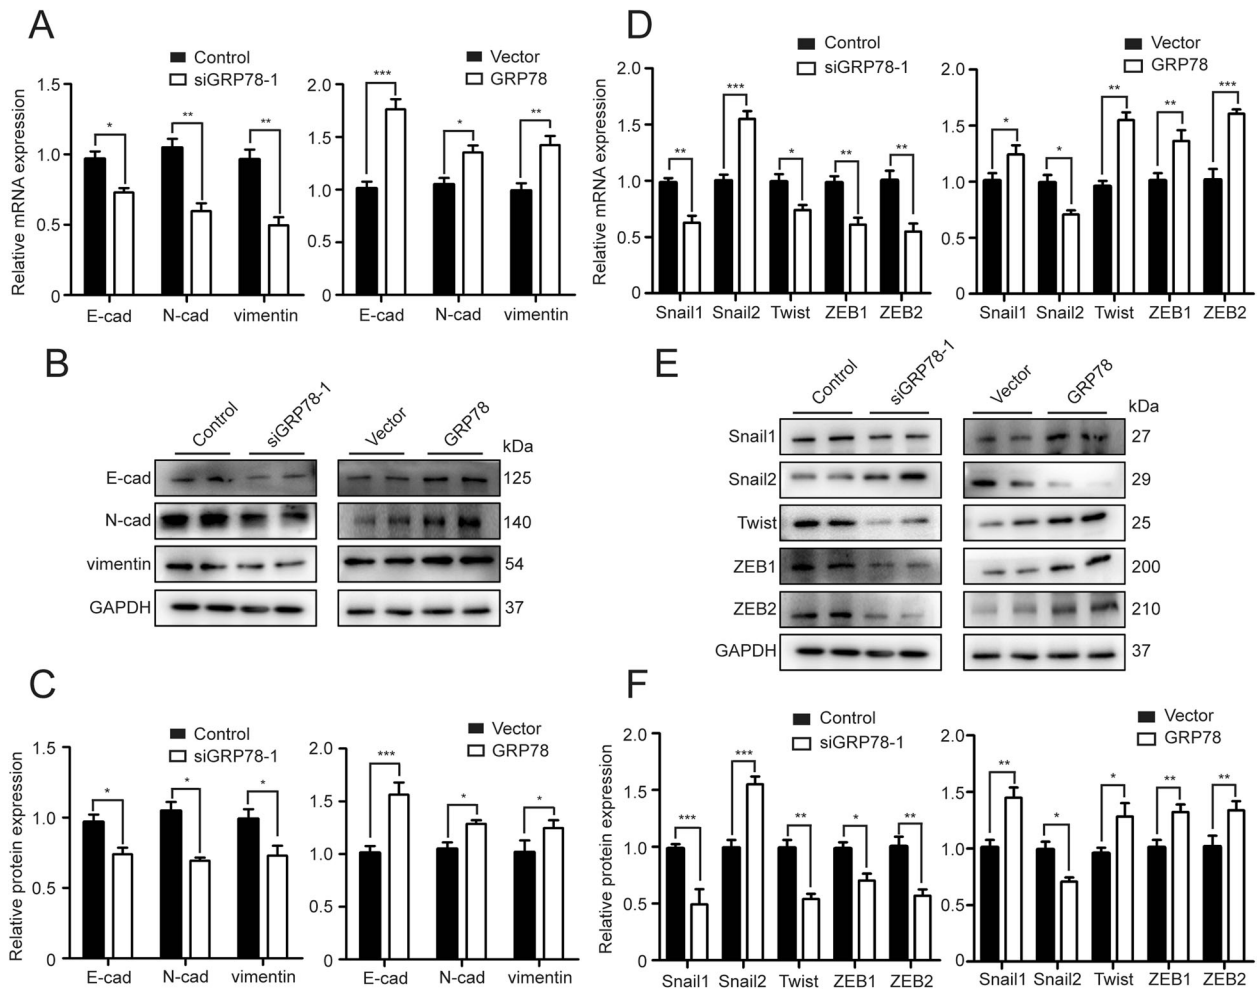 A
Control
siGRP78-1
Vector
GRP78
Relative mRNA expression
1.5
1.0
0.5
0
* ** **
E-cad N-cad vimentin
2.0
1.5
1.0
0.5
0
*** * **
E-cad N-cad vimentin
D
Control
siGRP78-1
Vector
GRP78
Relative mRNA expression
2.0
1.5
1.0
0.5
0
** *** * ** **
Snail1 Snail2 Twist ZEB1 ZEB2
2.0
1.5
1.0
0.5
0
* * ** ** ***
Snail1 Snail2 Twist ZEB1 ZEB2
B
Control siGRP78-1 Vector GRP78
kDa
E-cad 125
N-cad 140
vimentin 54
GAPDH 37
E
Control siGRP78-1 Vector GRP78
kDa
Snail1 27
Snail2 29
Twist 25
ZEB1 200
ZEB2 210
GAPDH 37
C
Control
siGRP78-1
Vector
GRP78
Relative protein expression
1.5
1.0
0.5
0
* * *
E-cad N-cad vimentin
2.0
1.5
1.0
0.5
0
*** * *
E-cad N-cad vimentin
F
Control
siGRP78-1
Vector
GRP78
Relative protein expression
2.0
1.5
1.0
0.5
0
*** *** ** * **
Snail1 Snail2 Twist ZEB1 ZEB2
2.0
1.5
1.0
0.5
0
** * * ** **
Snail1 Snail2 Twist ZEB1 ZEB2